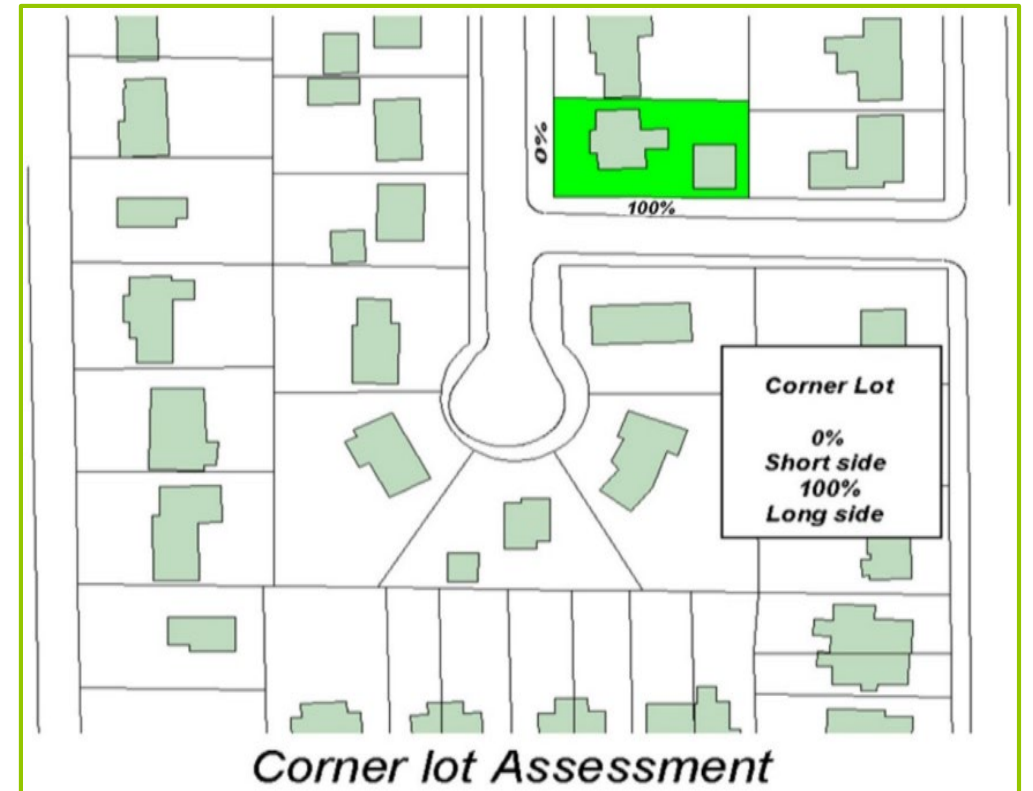 0%
100%
Corner Lot
0%
Short side
100%
Long side
Corner lot Assessment